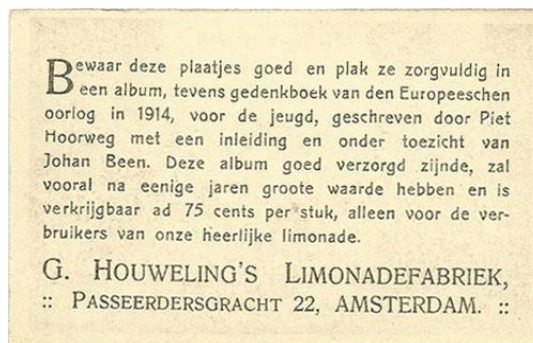 Bewaar deze plaatjes goed en plak ze zorgvuldig in
een album, tevens gedenkboek van den Europeeschen
oorlog in 1914, voor de jeugd, geschreven door Piet
Hoorweg met een inleiding en onder toezicht van
Johan Been. Deze album goed verzorgd zijnde, zal
vooral na eenige jaren groote waarde hebben en is
verkrijgbaar ad 75 cents per stuk, alleen voor de ver-
bruikers van onze heerlijke limonade.
G. HOUWELING'S LIMONADEFABRIEK,
:: PASSEERDERSGRACHT 22, AMSTERDAM. ::